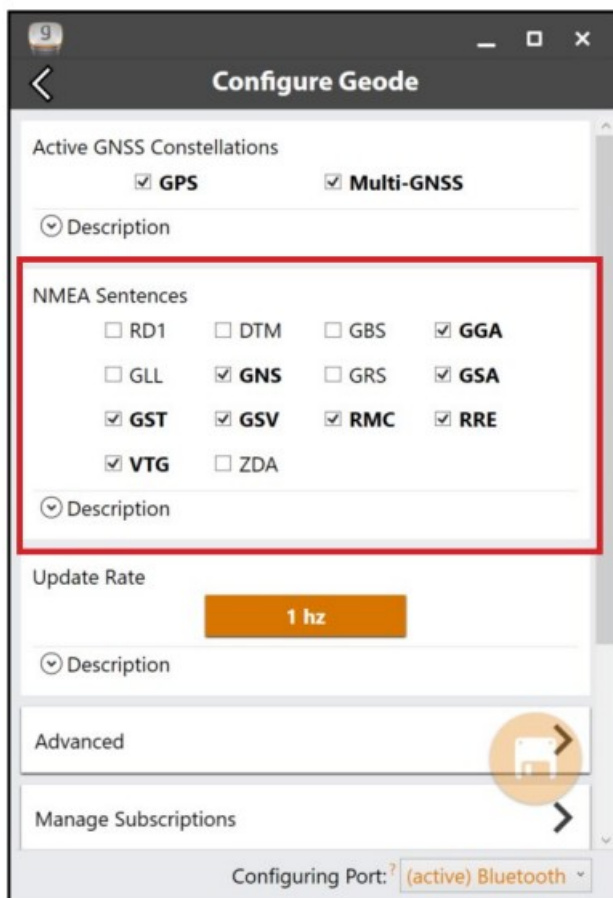 g
Configure Geode
Active GNSS Constellations
GPS Multi-GNSS
Description
NMEA Sentences
RD1 DTM GBS GGA
GLL GNS GRS GSA
GST GSV RMC RRE
VTG ZDA
Description
Update Rate
1 hz
Description
Advanced
Manage Subscriptions
Configuring Port:? (active) Bluetooth